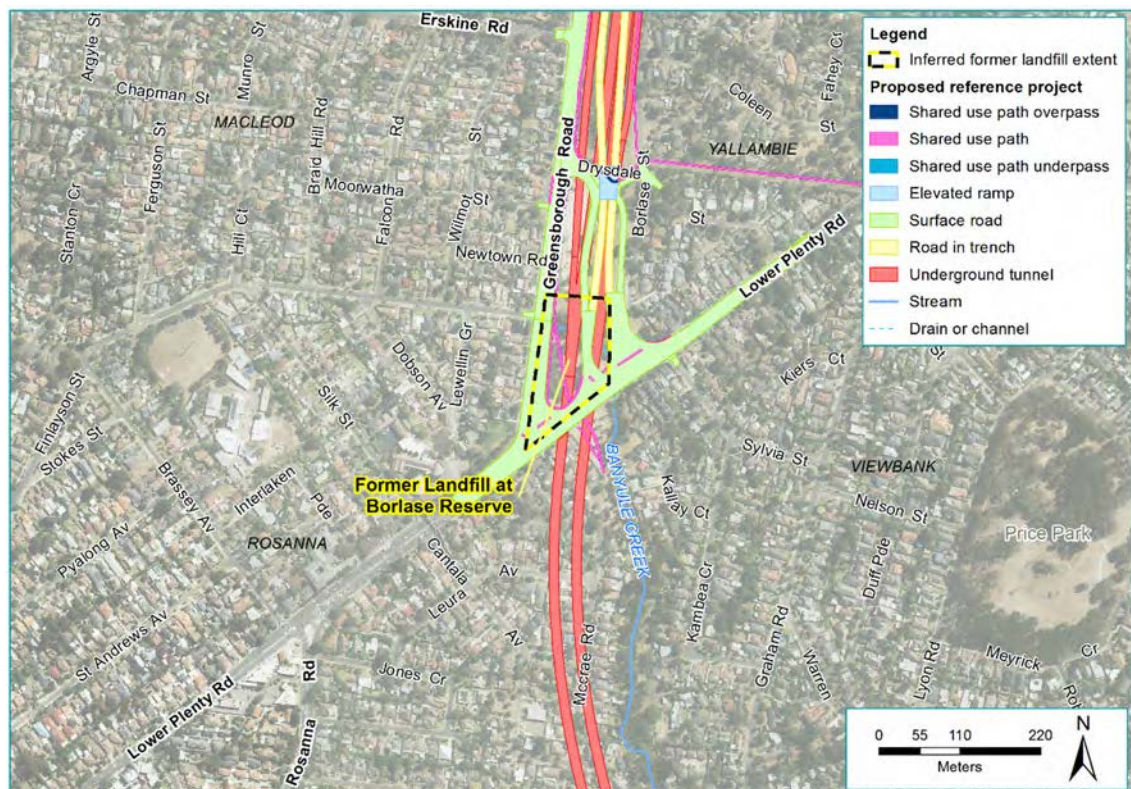 Erskine Rd
Argyle St
Munro St
Chapman St
MACLEOD
Ferguson St
Braid Hill Rd
Moorwatha
Falcon Rd
Wilmot St
St
Stanton Cr
Hill Ct
Newtown Rd
Greensborough Road
Drysdale
Borlase St
St
Coleen
St
Fahey Cr
YALLAMBIE
Lower Plenty Rd
Legend
Inferred former landfill extent
Proposed reference project
Shared use path overpass
Shared use path
Shared use path underpass
Elevated ramp
Surface road
Road in trench
Underground tunnel
Stream
Drain or channel
St
Kiers Ct
Dobson Av
Lewellin Gr
Silk St
Finlayson St
Stokes St
Brassey Av
Interlaken
Pde
Former Landfill at
Borlase Reserve
BANYULE CREEK
Sylvia St
VIEWBANK
Kallay Ct
Nelson St
Price Park
Pyalong Av
ROSANNA
Cantala
Av
Leura
Av
Duff Pde
Kambea Cr
St Andrews Av
Graham Rd
Warren
Lyon Rd
Meyrick
Cr
Jones Cr
Mccrae Rd
Lower Plenty Rd
Rosanna Rd
0 55 110 220
Meters
N